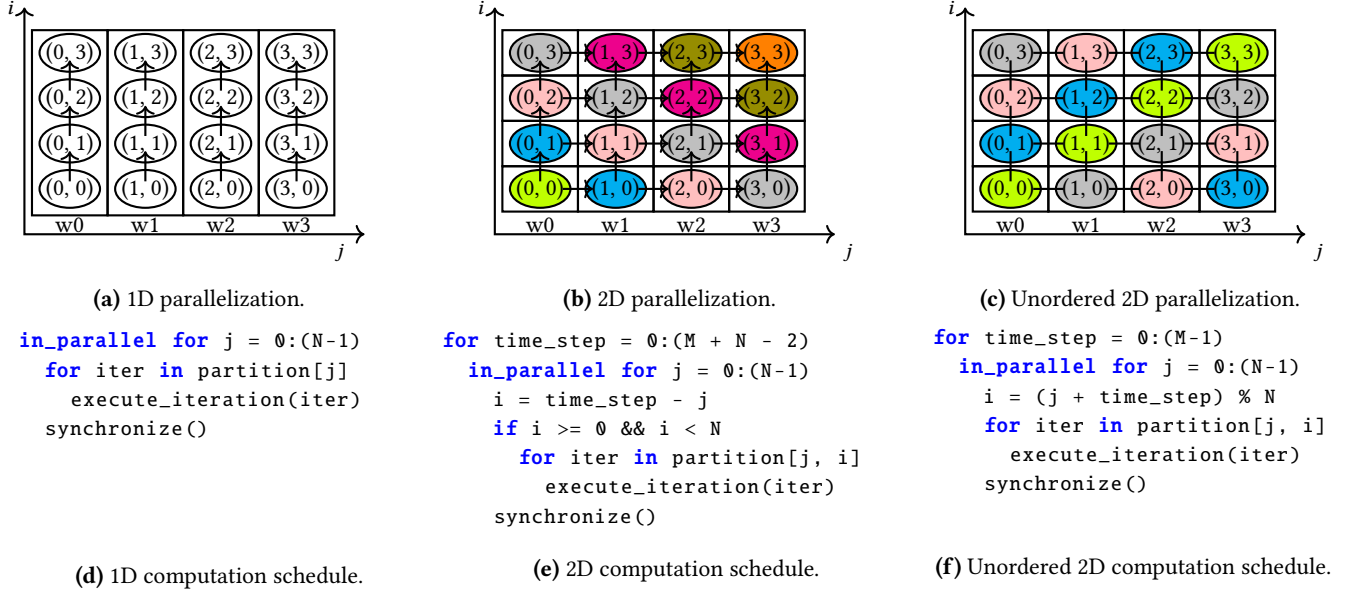 i
(0, 3) (1, 3) (2, 3) (3, 3)
(0, 2) (1, 2) (2, 2) (3, 2)
(0, 1) (1, 1) (2, 1) (3, 1)
(0, 0) (1, 0) (2, 0) (3, 0)
w0 w1 w2 w3
j
(a) 1D parallelization.
i
(0, 3) (1, 3) (2, 3) (3, 3)
(0, 2) (1, 2) (2, 2) (3, 2)
(0, 1) (1, 1) (2, 1) (3, 1)
(0, 0) (1, 0) (2, 0) (3, 0)
w0 w1 w2 w3
j
(b) 2D parallelization.
i
(0, 3) (1, 3) (2, 3) (3, 3)
(0, 2) (1, 2) (2, 2) (3, 2)
(0, 1) (1, 1) (2, 1) (3, 1)
(0, 0) (1, 0) (2, 0) (3, 0)
w0 w1 w2 w3
j
(c) Unordered 2D parallelization.
in_parallel for j = 0:(N-1)
for iter in partition[j]
execute_iteration(iter)
synchronize()
(d) 1D computation schedule.
for time_step = 0:(M + N - 2)
in_parallel for j = 0:(N-1)
i = time_step - j
if i >= 0 && i < N
for iter in partition[j, i]
execute_iteration(iter)
synchronize()
(e) 2D computation schedule.
for time_step = 0:(M-1)
in_parallel for j = 0:(N-1)
i = (j + time_step) % N
for iter in partition[j, i]
execute_iteration(iter)
synchronize()
(f) Unordered 2D computation schedule.